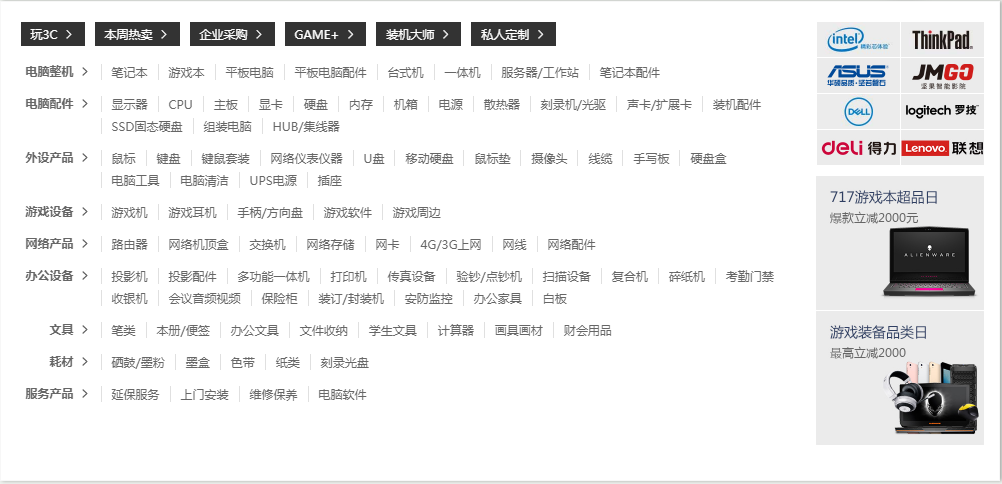 玩3C > 本周热卖 > 企业采购 > GAME+ > 装机大师 > 私人定制 >
电脑整机 > 笔记本 游戏本 平板电脑 平板电脑配件 台式机 一体机 服务器/工作站 笔记本配件
电脑配件 > 显示器 CPU 主板 显卡 硬盘 内存 机箱 电源 散热器 刻录机/光驱 声卡/扩展卡 装机配件
SSD固态硬盘 组装电脑 HUB/集线器
外设产品 > 鼠标 键盘 键鼠套装 网络仪表仪器 U盘 移动硬盘 鼠标垫 摄像头 线缆 手写板 硬盘盒
电脑工具 电脑清洁 UPS电源 插座
游戏设备 > 游戏机 游戏耳机 手柄/方向盘 游戏软件 游戏周边
网络产品 > 路由器 网络机顶盒 交换机 网络存储 网卡 4G/3G上网 网线 网络配件
办公设备 > 投影机 投影配件 多功能一体机 打印机 传真设备 验钞/点钞机 扫描设备 复合机 碎纸机 考勤门禁
收银机 会议音频视频 保险柜 装订/封装机 安防监控 办公家具 白板
文具 > 笔类 本册/便签 办公文具 文件收纳 学生文具 计算器 画具画材 财会用品
耗材 > 硒鼓/墨粉 墨盒 色带 纸类 刻录光盘
服务产品 > 延保服务 上门安装 维修保养 电脑软件
intel 精彩芯体验 ThinkPad
ASUS JMGO
华硕品质·坚若磐石 坚果智能影院
DELL logitech 罗技
deli 得力 Lenovo 联想
717游戏本超品日
爆款立减2000元
ALIENWARE
游戏装备品类日
最高立减2000